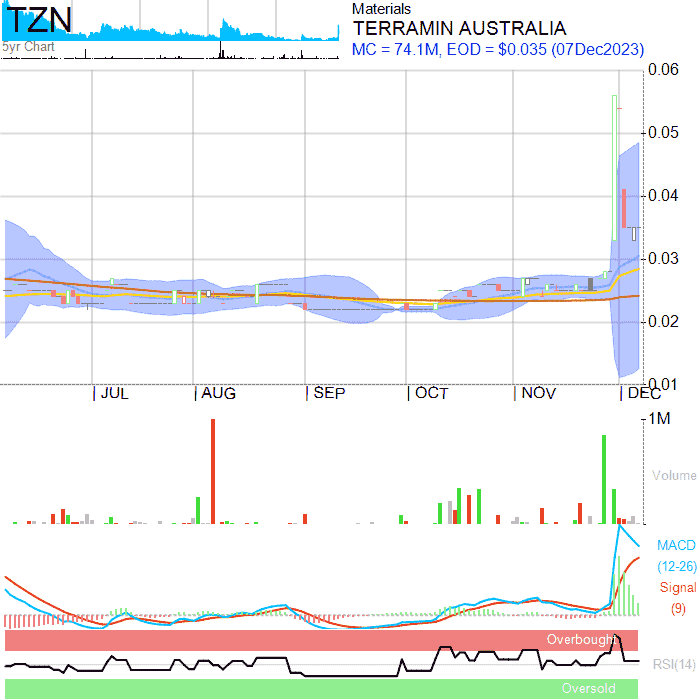 TZN
5yr Chart
Materials
TERRAMIN AUSTRALIA
MC = 74.1M, EOD = $0.035 (07Dec2023)
0.06
0.05
0.04
0.03
0.02
0.01
JUL AUG SEP OCT NOV DEC
1M
Volume
MACD
(12-26)
Signal
(9)
Overbought
RSI(14)
Oversold